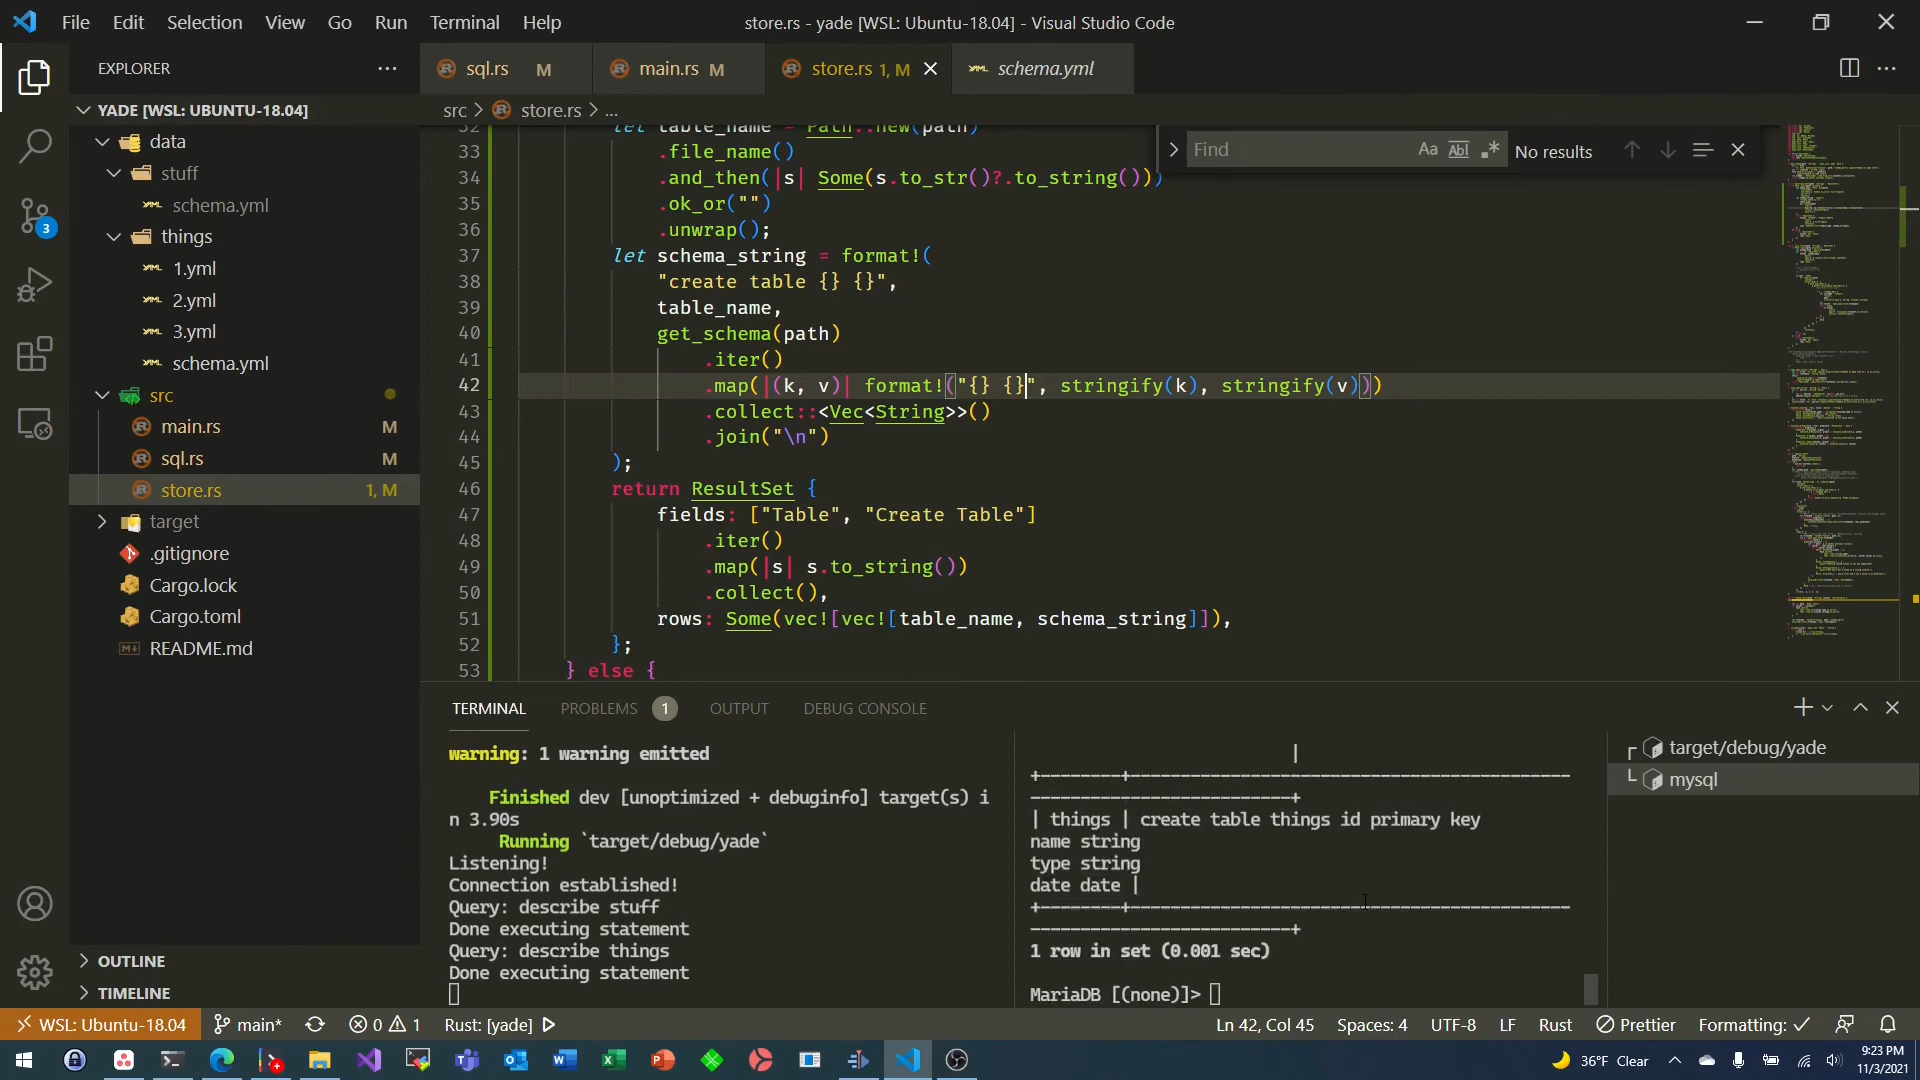 File Edit Selection View Go Run Terminal Help
store.rs - yade [WSL: Ubuntu-18.04] - Visual Studio Code
EXPLORER
YADE [WSL: UBUNTU-18.04]
data
stuff
schema.yml
things
1.yml
2.yml
3.yml
schema.yml
src
main.rs M
sql.rs M
store.rs 1, M
target
.gitignore
Cargo.lock
Cargo.toml
README.md
OUTLINE
TIMELINE
3
sql.rs M
main.rs M
store.rs 1, M
schema.yml
src > store.rs > ...
Find
Aa Abl .*
No results
32 let table_name = Path::new(path)
33 .file_name()
34 .and_then(|s| Some(s.to_str()?.to_string()))
35 .ok_or("")
36 .unwrap();
37 let schema_string = format!(
38 "create table {} {}",
39 table_name,
40 get_schema(path)
41 .iter()
42 .map(|(k, v)| format!("{} {}", stringify(k), stringify(v)))
43 .collect::<Vec<String>>()
44 .join("\n")
45 );
46 return ResultSet {
47 fields: ["Table", "Create Table"]
48 .iter()
49 .map(|s| s.to_string())
50 .collect(),
51 rows: Some(vec![vec![table_name, schema_string]]),
52 };
53 } else {
TERMINAL PROBLEMS 1 OUTPUT DEBUG CONSOLE
warning: 1 warning emitted
Finished dev [unoptimized + debuginfo] target(s) i
n 3.90s
Running `target/debug/yade`
Listening!
Connection established!
Query: describe stuff
Done executing statement
Query: describe things
Done executing statement
|
+--------+--------------------------------------
-----------------------+
| things | create table things id primary key
name string
type string
date date |
+--------+--------------------------------------
-----------------------+
1 row in set (0.001 sec)
MariaDB [(none)]>
target/debug/yade
mysql
WSL: Ubuntu-18.04
main*
0 1
Rust: [yade]
Ln 42, Col 45
Spaces: 4
UTF-8
LF
Rust
Prettier
Formatting: ✓
36°F Clear
9:23 PM
11/3/2021